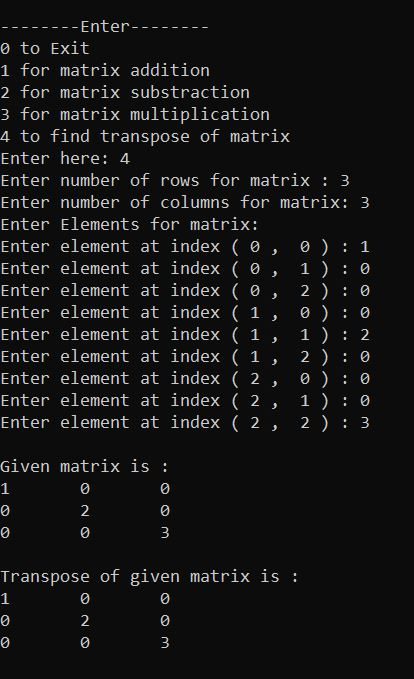 --------Enter--------
0 to Exit
1 for matrix addition
2 for matrix substraction
3 for matrix multiplication
4 to find transpose of matrix
Enter here: 4
Enter number of rows for matrix : 3
Enter number of columns for matrix: 3
Enter Elements for matrix:
Enter element at index ( 0 ,  0 ) : 1
Enter element at index ( 0 ,  1 ) : 0
Enter element at index ( 0 ,  2 ) : 0
Enter element at index ( 1 ,  0 ) : 0
Enter element at index ( 1 ,  1 ) : 2
Enter element at index ( 1 ,  2 ) : 0
Enter element at index ( 2 ,  0 ) : 0
Enter element at index ( 2 ,  1 ) : 0
Enter element at index ( 2 ,  2 ) : 3

Given matrix is :
1       0       0
0       2       0
0       0       3

Transpose of given matrix is :
1       0       0
0       2       0
0       0       3